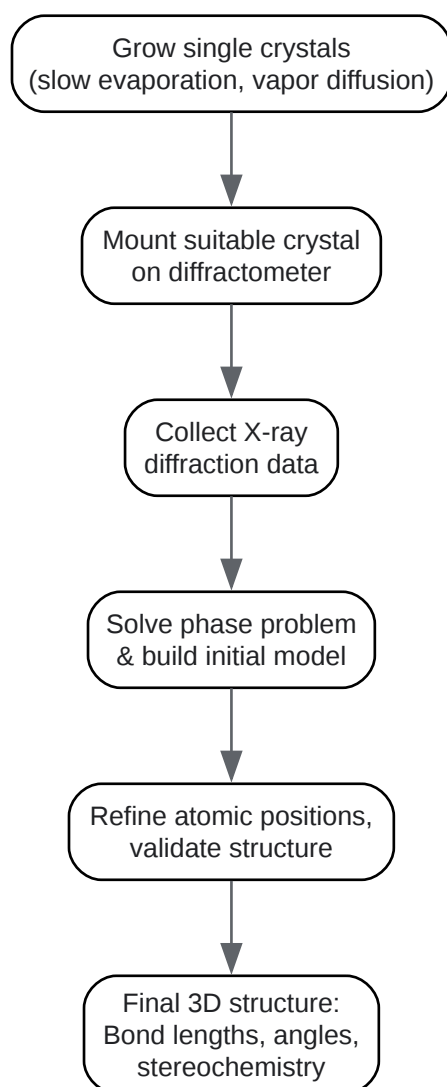 Grow single crystals
(slow evaporation, vapor diffusion)
Mount suitable crystal
on diffractometer
Collect X-ray
diffraction data
Solve phase problem
& build initial model
Refine atomic positions,
validate structure
Final 3D structure:
Bond lengths, angles,
stereochemistry